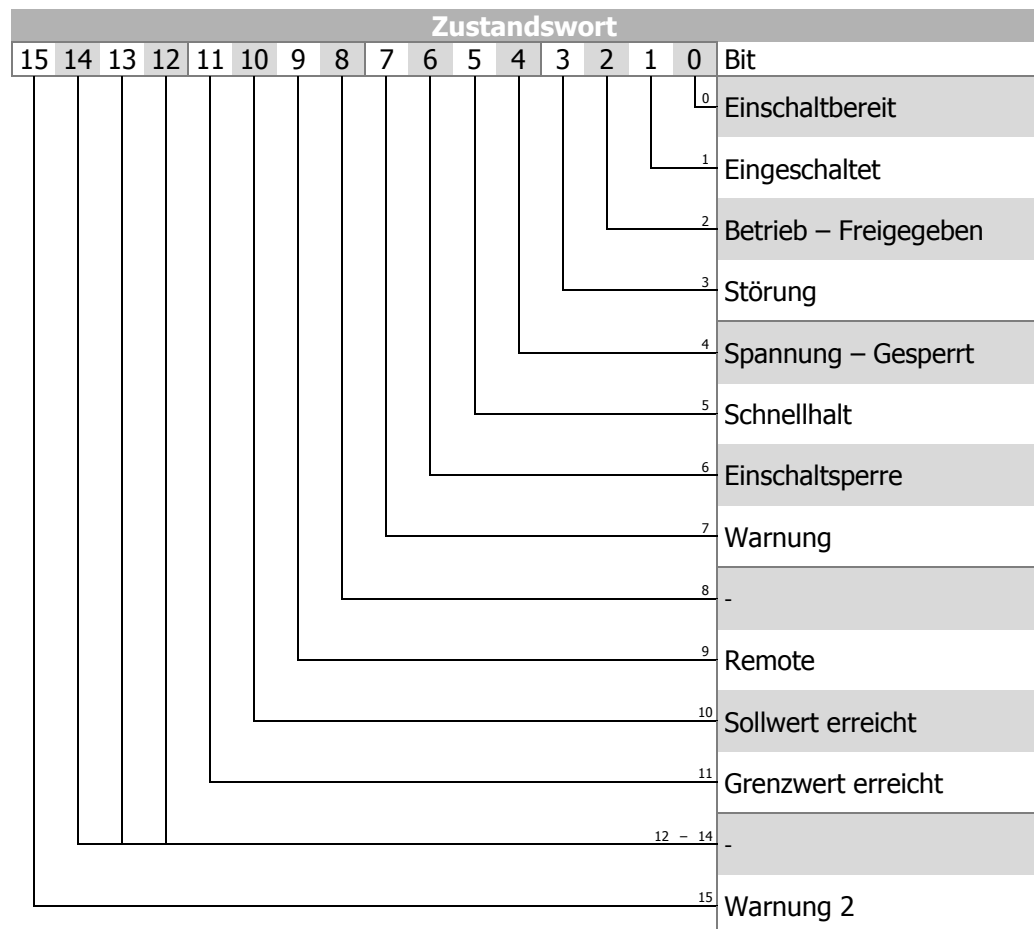 Zustandswort
15 14 13 12 11 10 9 8 7 6 5 4 3 2 1 0 Bit
0 Einschaltbereit
1 Eingeschaltet
2 Betrieb – Freigegeben
3 Störung
4 Spannung – Gesperrt
5 Schnellhalt
6 Einschaltsperre
7 Warnung
8 -
9 Remote
10 Sollwert erreicht
11 Grenzwert erreicht
12 – 14 -
15 Warnung 2